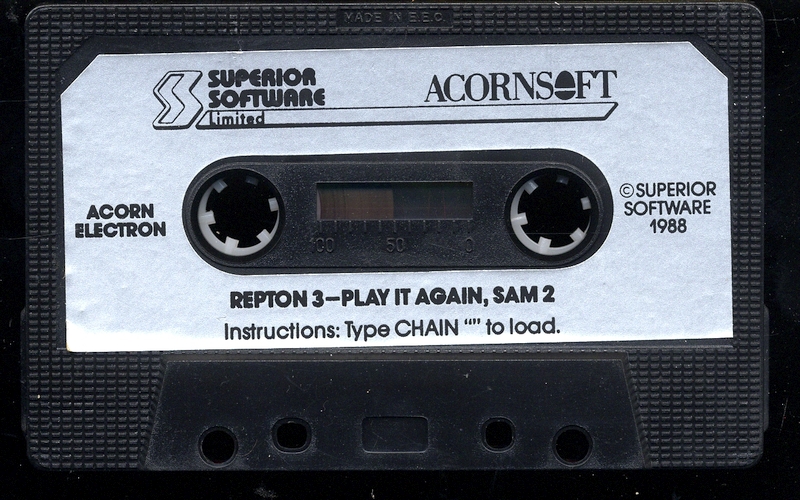 MADE IN E.E.C.
SUPERIOR
SOFTWARE
Limited
ACORNSOFT
ACORN
ELECTRON
100 50 0
©SUPERIOR
SOFTWARE
1988
REPTON 3—PLAY IT AGAIN, SAM 2
Instructions: Type CHAIN “” to load.